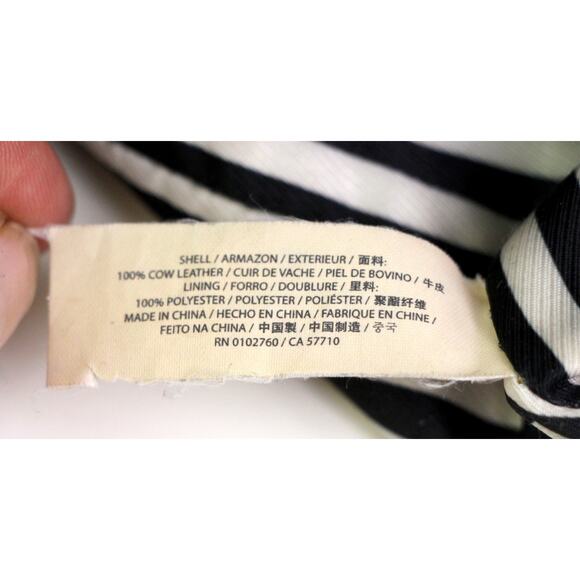 SHELL / ARMAZON / EXTERIEUR / 面料:
100% COW LEATHER / CUIR DE VACHE / PIEL DE BOVINO / 牛皮
LINING / FORRO / DOUBLURE / 里料:
100% POLYESTER / POLYESTER / POLIÉSTER / 聚酯纤维
MADE IN CHINA / HECHO EN CHINA / FABRIQUE EN CHINE /
FEITO NA CHINA / 中国製 / 中国制造 / 중국
RN 0102760 / CA 57710